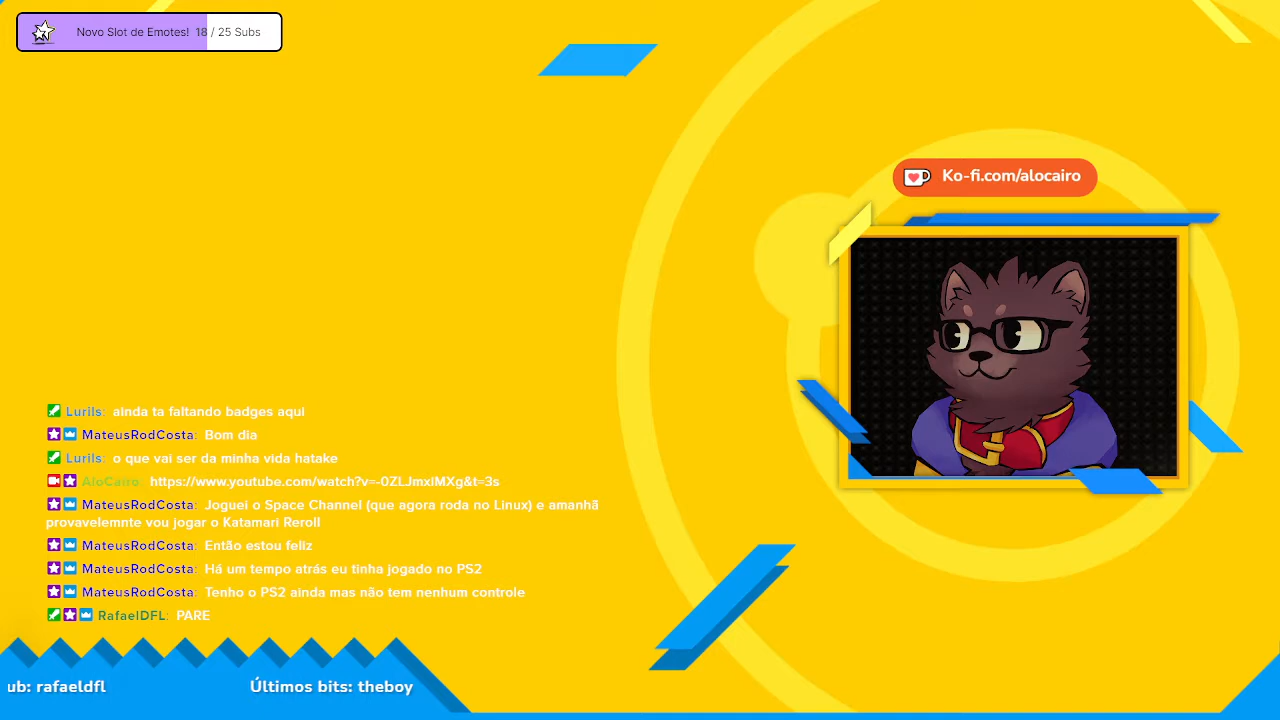 Novo Slot de Emotes! 18 / 25 Subs
Ko-fi.com/alocairo
Lurils: ainda ta faltando badges aqui
MateusRodCosta: Bom dia
Lurils: o que vai ser da minha vida hatake
AloCairo: https://www.youtube.com/watch?v=-0ZLJmxlMXg&t=3s
MateusRodCosta: Joguei o Space Channel (que agora roda no Linux) e amanhã
provavelemnte vou jogar o Katamari Reroll
MateusRodCosta: Então estou feliz
MateusRodCosta: Há um tempo atrás eu tinha jogado no PS2
MateusRodCosta: Tenho o PS2 ainda mas não tem nenhum controle
RafaelDFL: PARE
ub: rafaeldfl
Últimos bits: theboy